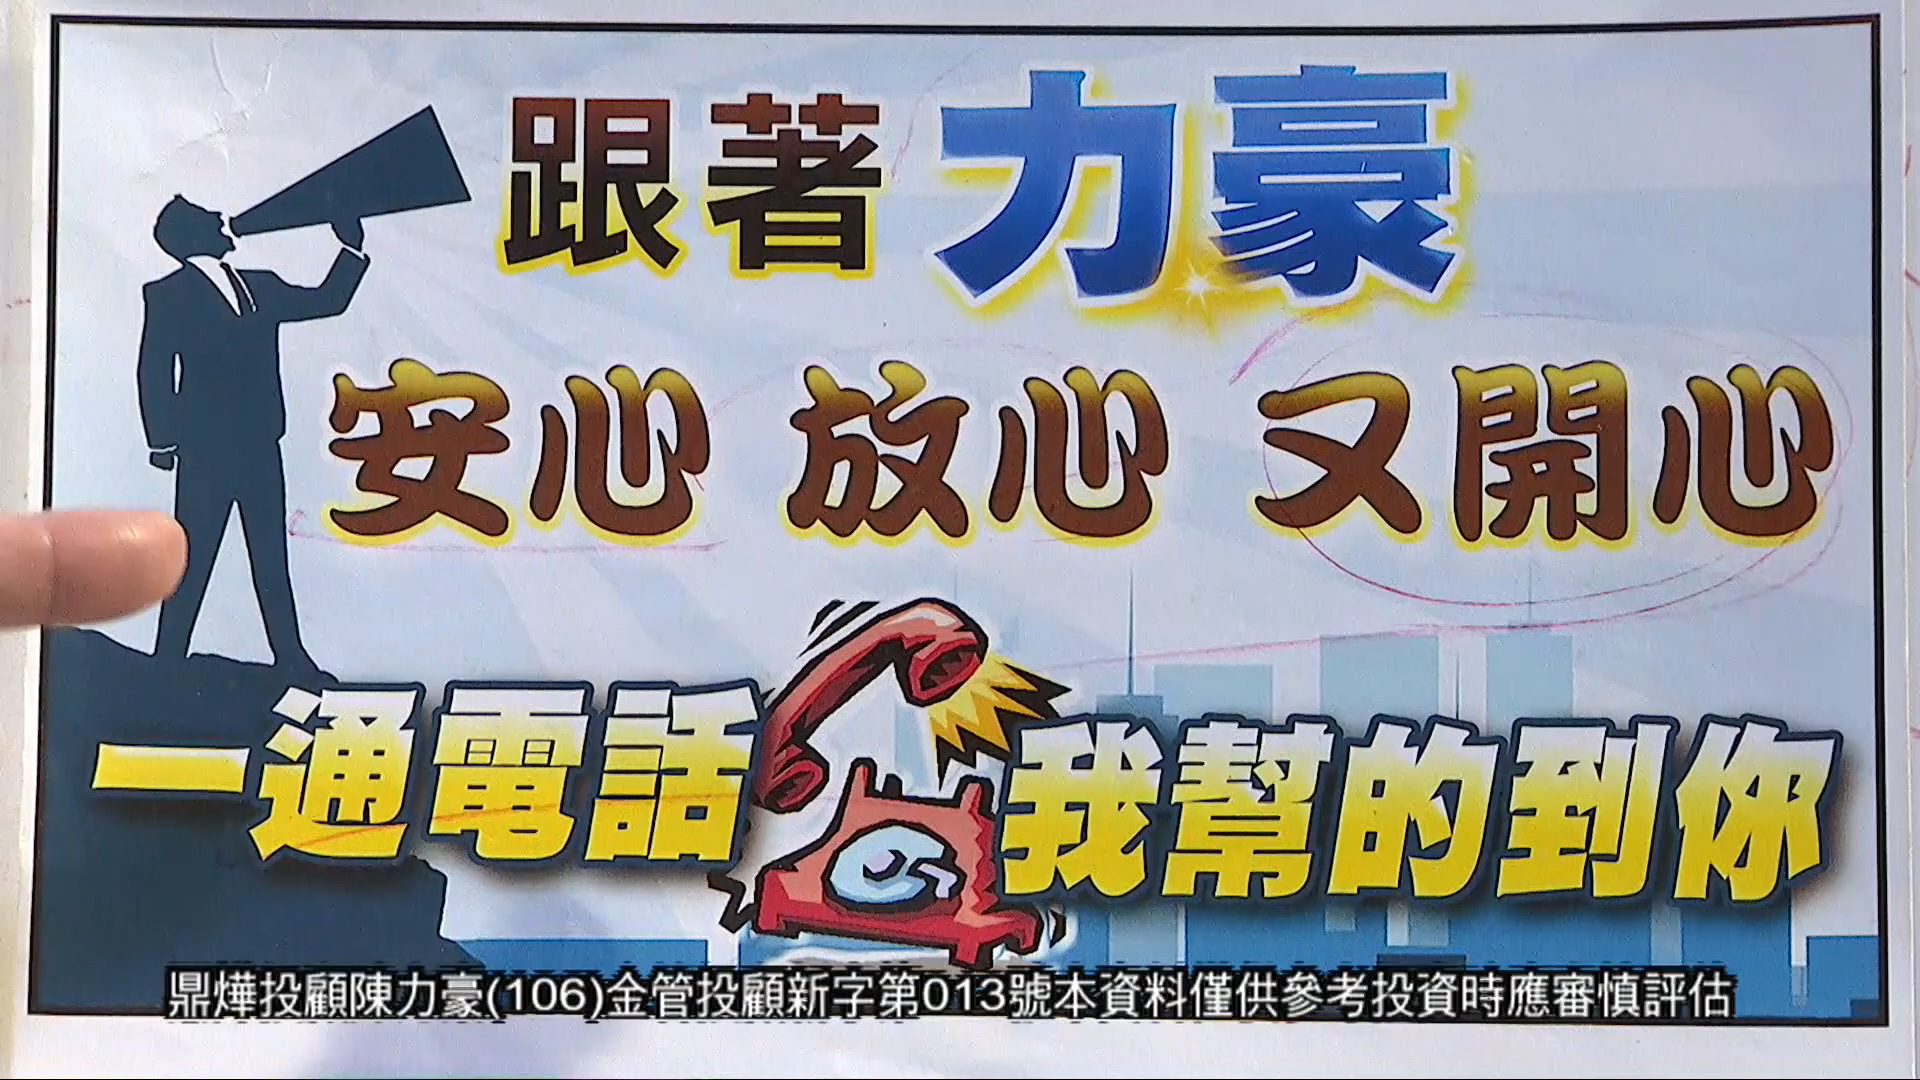 跟著力豪
安心 放心 又開心
一通電話 我幫的到你
鼎燁投顧陳力豪(106)金管投顧新字第013號本資料僅供參考投資時應審慎評估